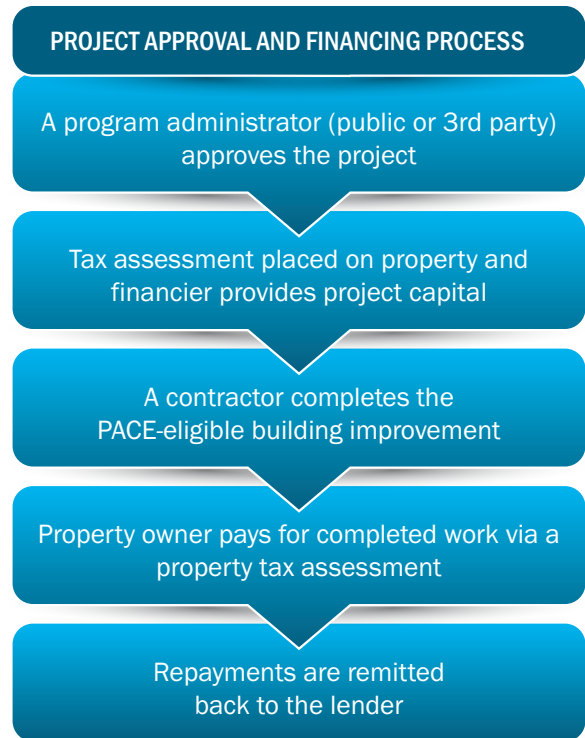 PROJECT APPROVAL AND FINANCING PROCESS
A program administrator (public or 3rd party)
approves the project
Tax assessment placed on property and
financier provides project capital
A contractor completes the
PACE-eligible building improvement
Property owner pays for completed work via a
property tax assessment
Repayments are remitted
back to the lender